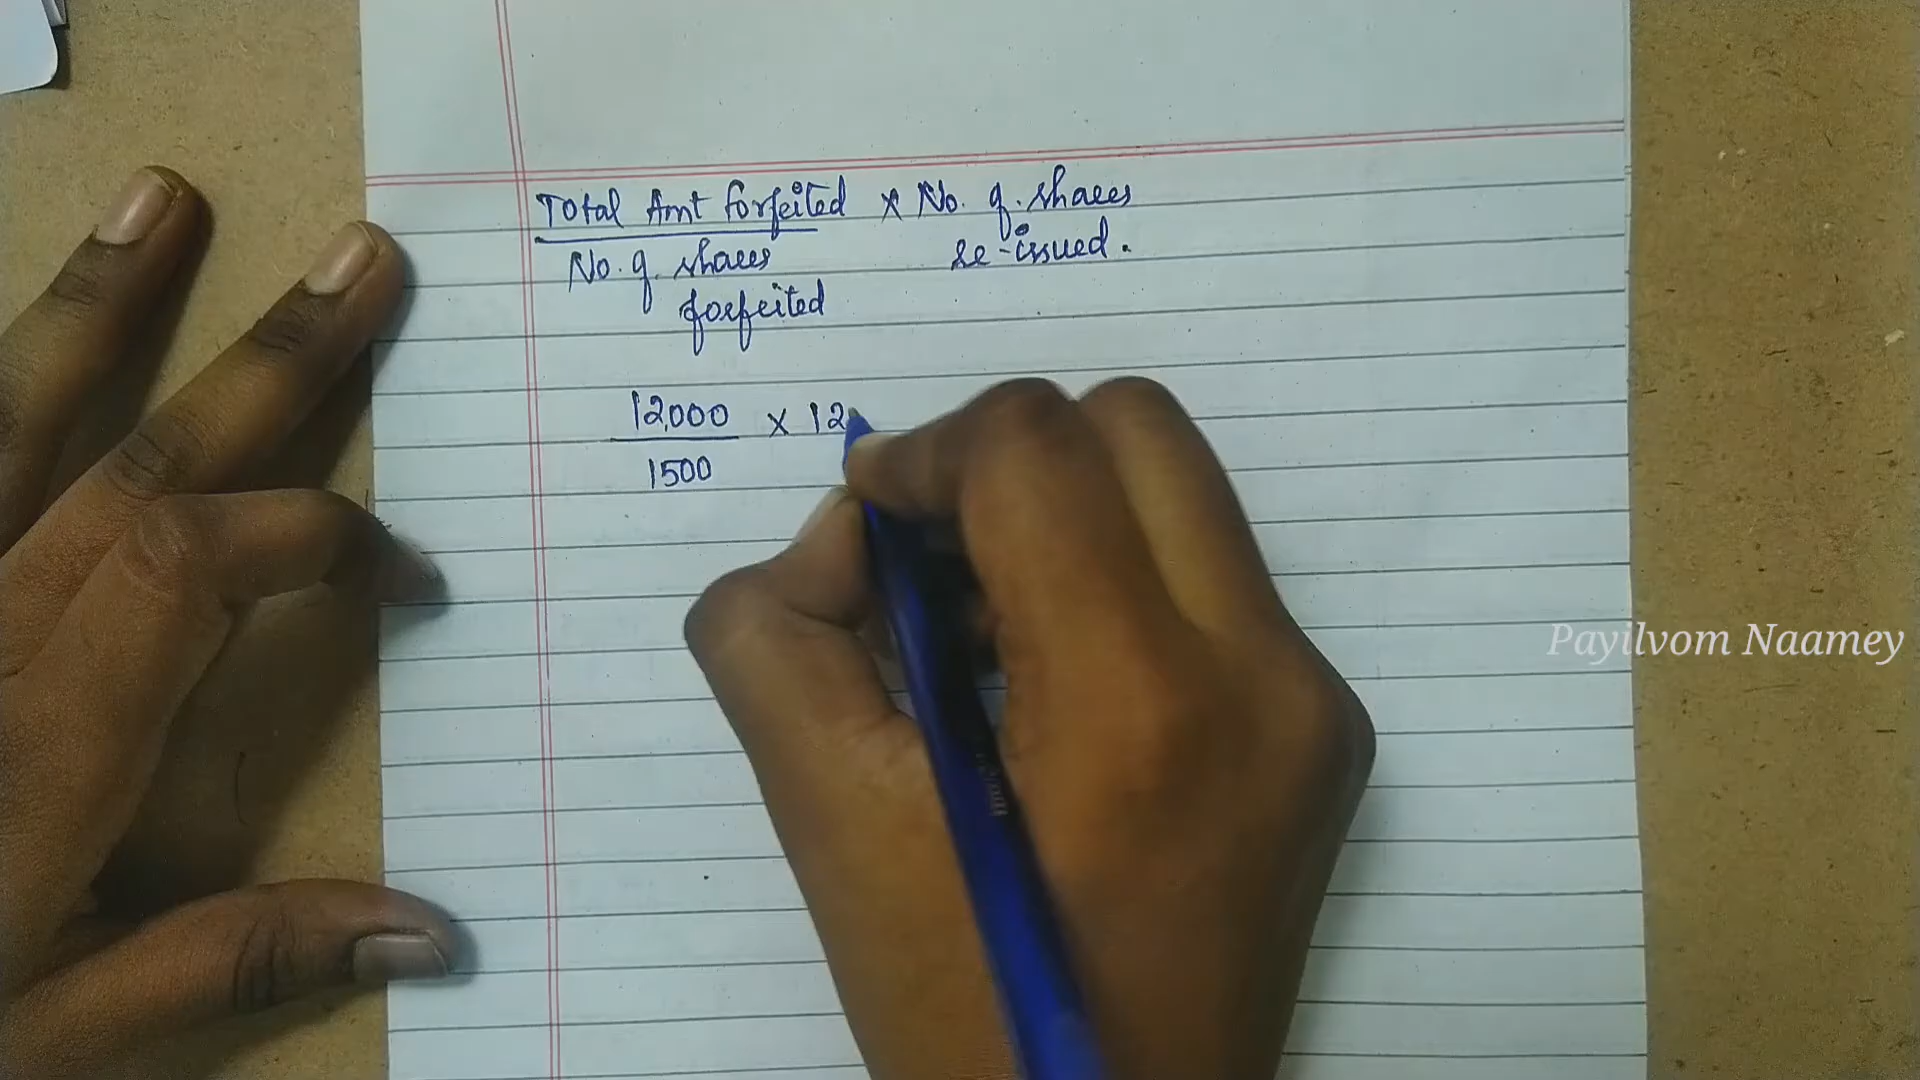 Total Amt forfeited × No. of shares
No. of shares re-issued.
forfeited
12,000 × 12
1500
Payilvom Naamey